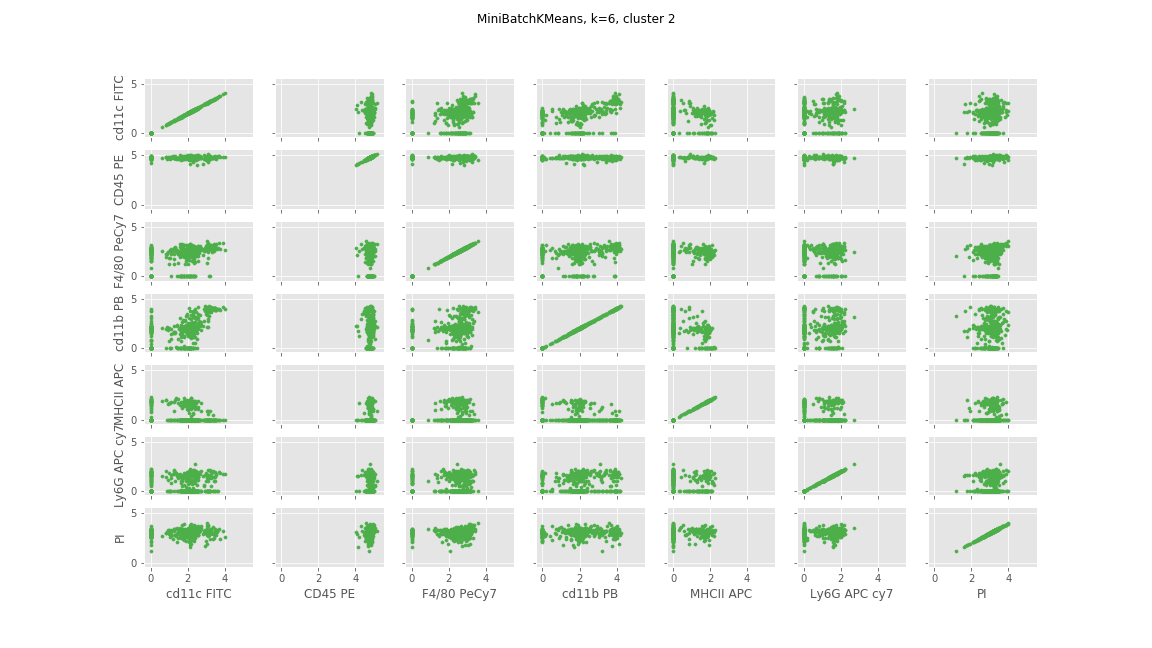 MiniBatchKMeans, k=6, cluster 2
cd11c FITC
5
0
CD45 PE
5
0
F4/80 PeCy7
5
0
cd11b PB
5
0
MHCII APC
5
0
Ly6G APC cy7
5
0
PI
5
0
0 2 4 0 2 4 0 2 4 0 2 4 0 2 4 0 2 4 0 2 4
cd11c FITC CD45 PE F4/80 PeCy7 cd11b PB MHCII APC Ly6G APC cy7 PI